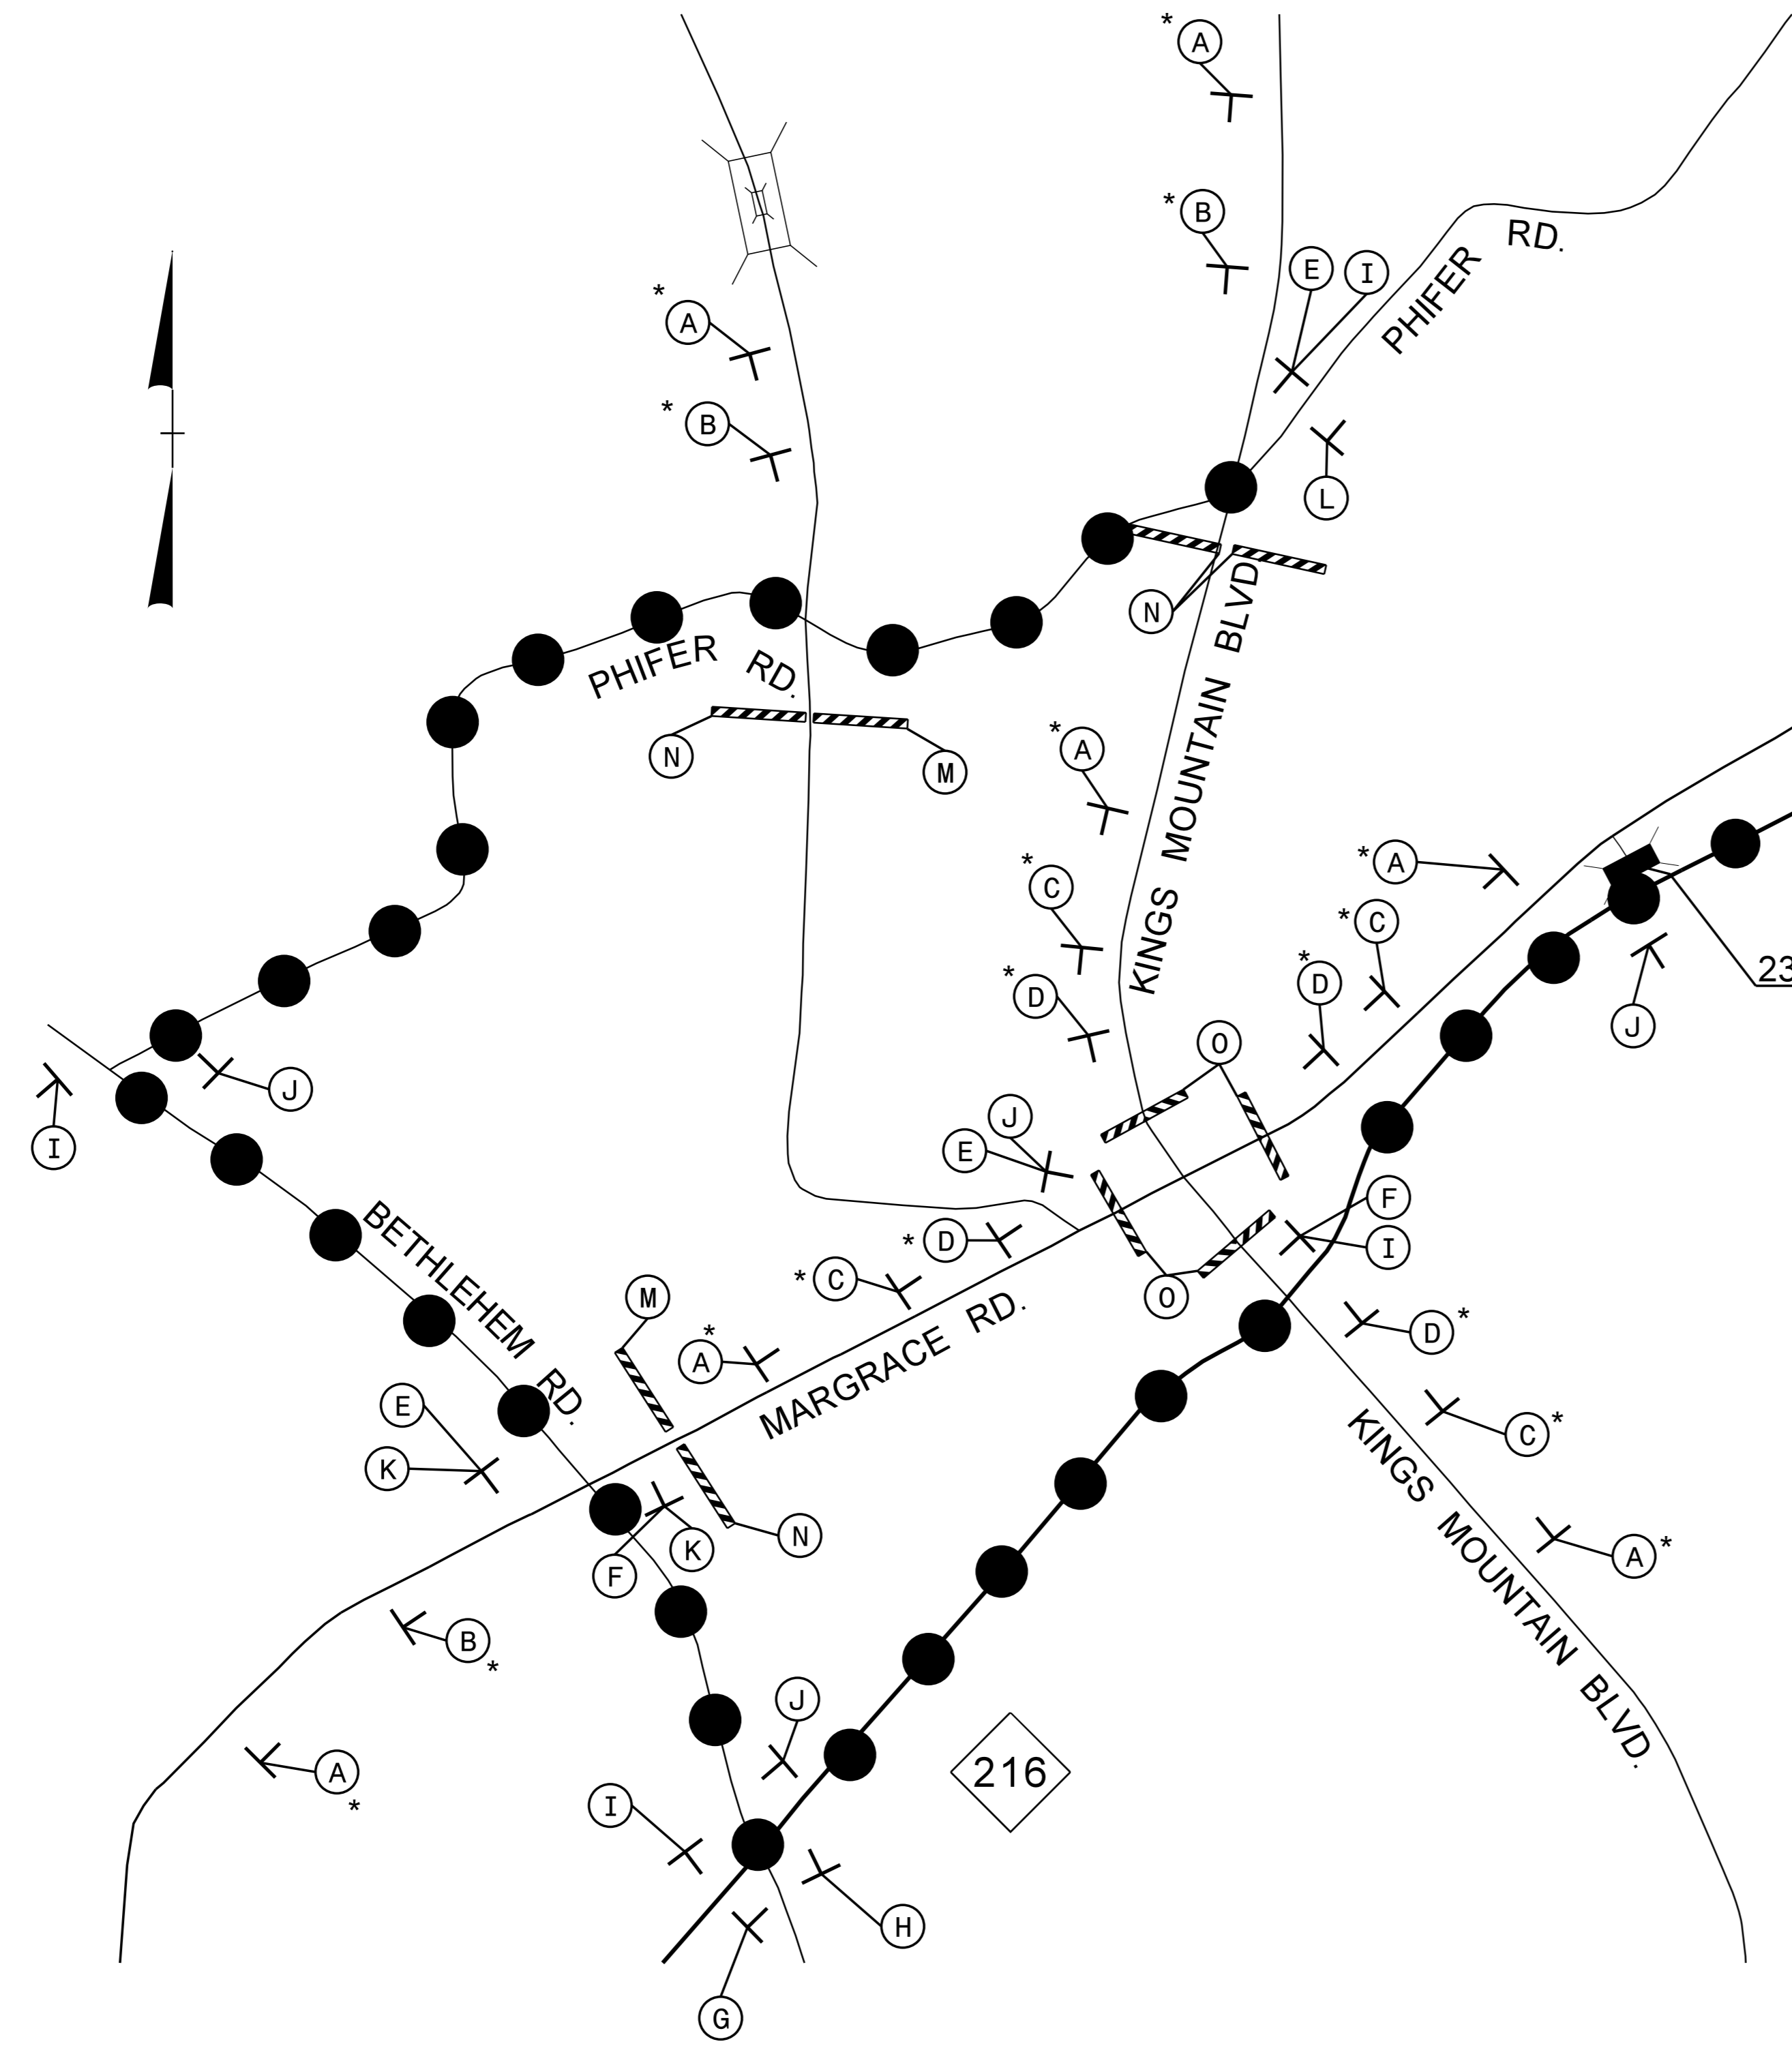 * A
* B
E I
RD.
PHIFER
* A
* B
L
N
PHIFER RD.
N M
KINGS MOUNTAIN BLVD
* A
* C
* D
* A
* C
* D
23
J
O
J
I
J
E
F
I
* D
* C
O
BETHLEHEM RD.
M
* A
MARGRACE RD.
D *
C *
E
K
N
K
F
KINGS MOUNTAIN BLVD.
A *
B *
J
216
A *
I
H
G